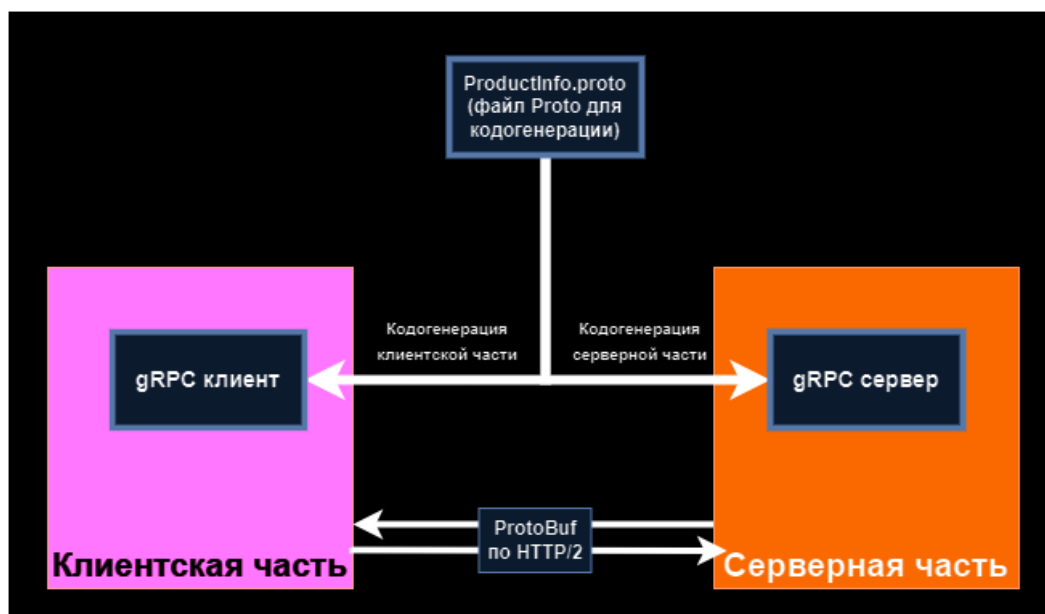 ProductInfo.proto
(файл Proto для
кодогенерации)
Кодогенерация
клиентской части
Кодогенерация
серверной части
gRPC клиент
gRPC сервер
ProtoBuf
по HTTP/2
Клиентская часть
Серверная часть